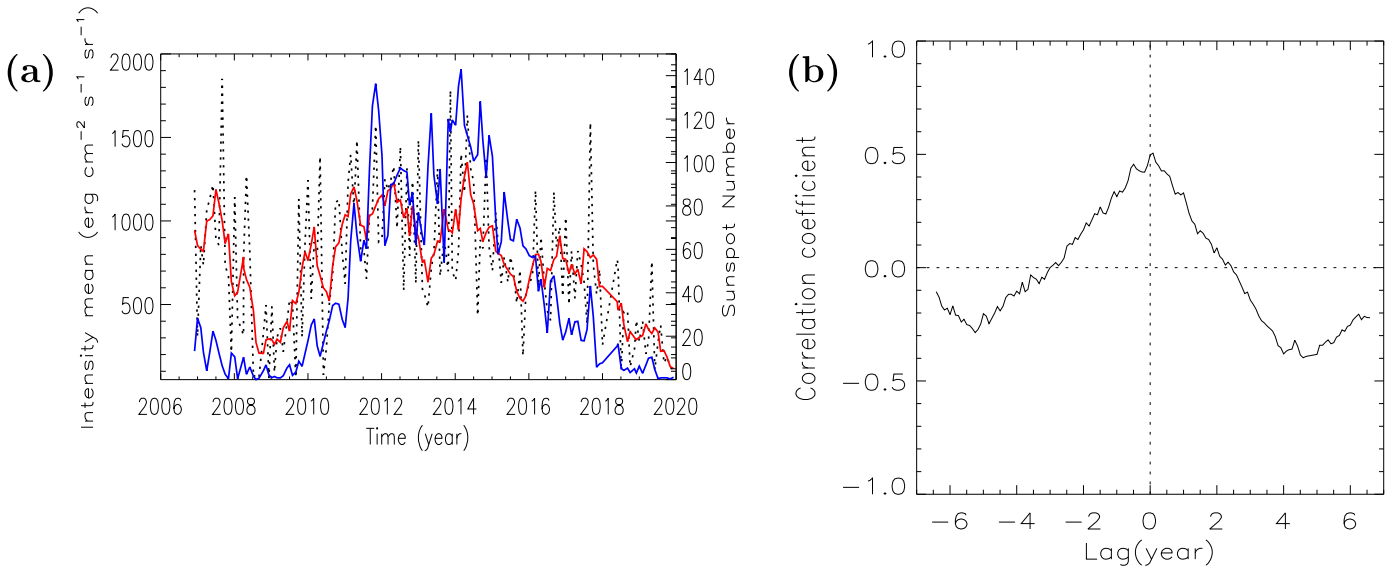 (a)
Intensity mean (erg cm⁻² s⁻¹ sr⁻¹)
2000
1500
1000
500
140
120
100
80
60
40
20
0
Sunspot Number
2006 2008 2010 2012 2014 2016 2018 2020
Time (year)
(b)
Correlation coefficient
1.0
0.5
0.0
−0.5
−1.0
−6 −4 −2 0 2 4 6
Lag(year)